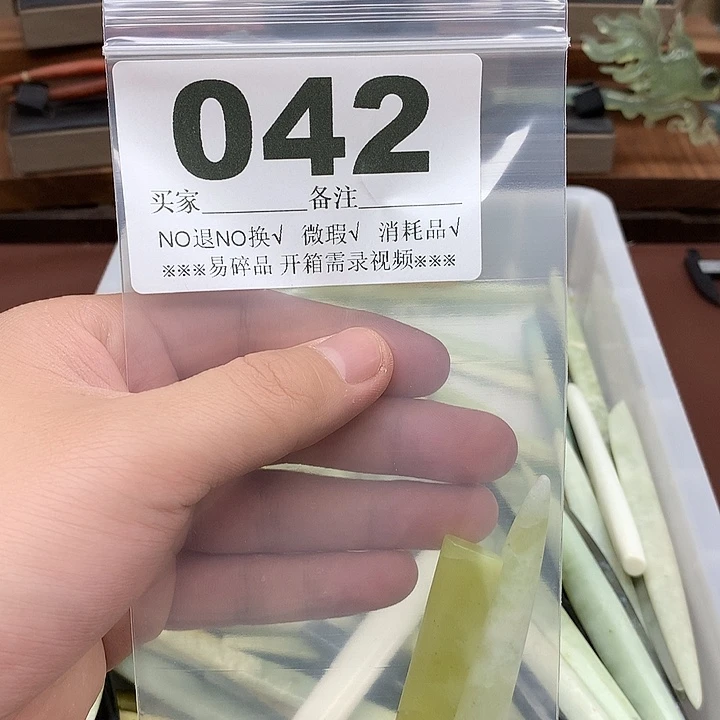 042
买家________备注________
NO退NO换√ 微瑕√ 消耗品√
※※※易碎品 开箱需录视频※※※